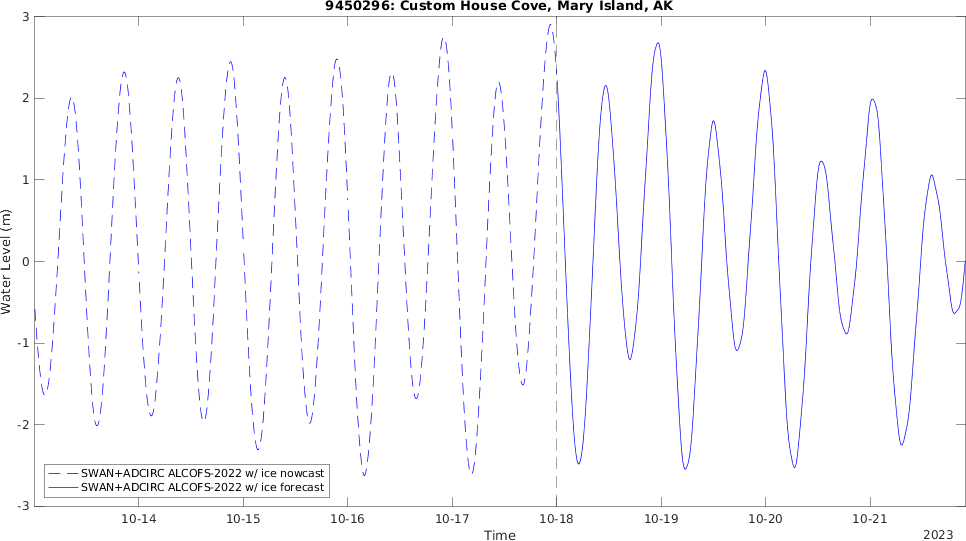 9450296: Custom House Cove, Mary Island, AK
3
2
1
0
-1
-2
-3
Water Level (m)
SWAN+ADCIRC ALCOFS-2022 w/ ice nowcast
SWAN+ADCIRC ALCOFS-2022 w/ ice forecast
10-14 10-15 10-16 10-17 10-18 10-19 10-20 10-21
Time
2023